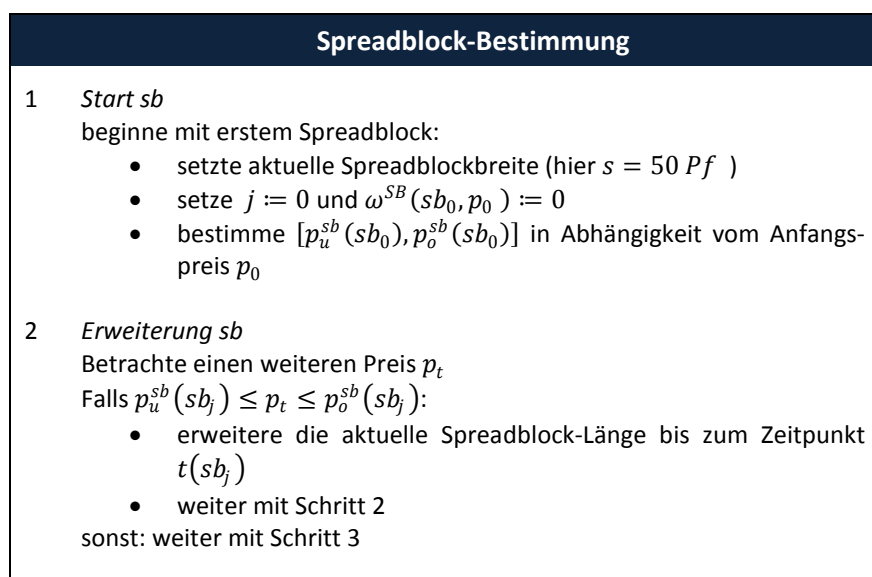 Spreadblock-Bestimmung
1 Start sb
beginne mit erstem Spreadblock:
• setzte aktuelle Spreadblockbreite (hier s = 50 Pf )
• setze j ≔ 0 und ω^{SB}(sb_0, p_0 ) ≔ 0
• bestimme [p_u^{sb}(sb_0), p_o^{sb}(sb_0)] in Abhängigkeit vom Anfangs-
preis p_0
2 Erweiterung sb
Betrachte einen weiteren Preis p_t
Falls p_u^{sb}(sb_j) ≤ p_t ≤ p_o^{sb}(sb_j):
• erweitere die aktuelle Spreadblock-Länge bis zum Zeitpunkt
t(sb_j)
• weiter mit Schritt 2
sonst: weiter mit Schritt 3